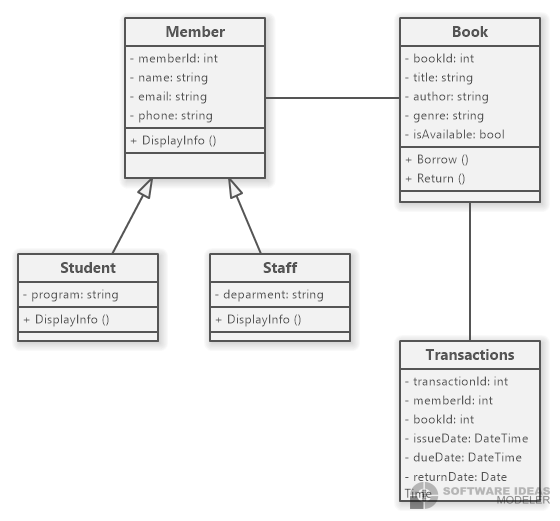 Member
- memberId: int
- name: string
- email: string
- phone: string
+ DisplayInfo ()
Book
- bookId: int
- title: string
- author: string
- genre: string
- isAvailable: bool
+ Borrow ()
+ Return ()
Student
- program: string
+ DisplayInfo ()
Staff
- deparment: string
+ DisplayInfo ()
Transactions
- transactionId: int
- memberId: int
- bookId: int
- issueDate: DateTime
- dueDate: DateTime
- returnDate: Date
Time
SOFTWARE IDEAS
MODELER